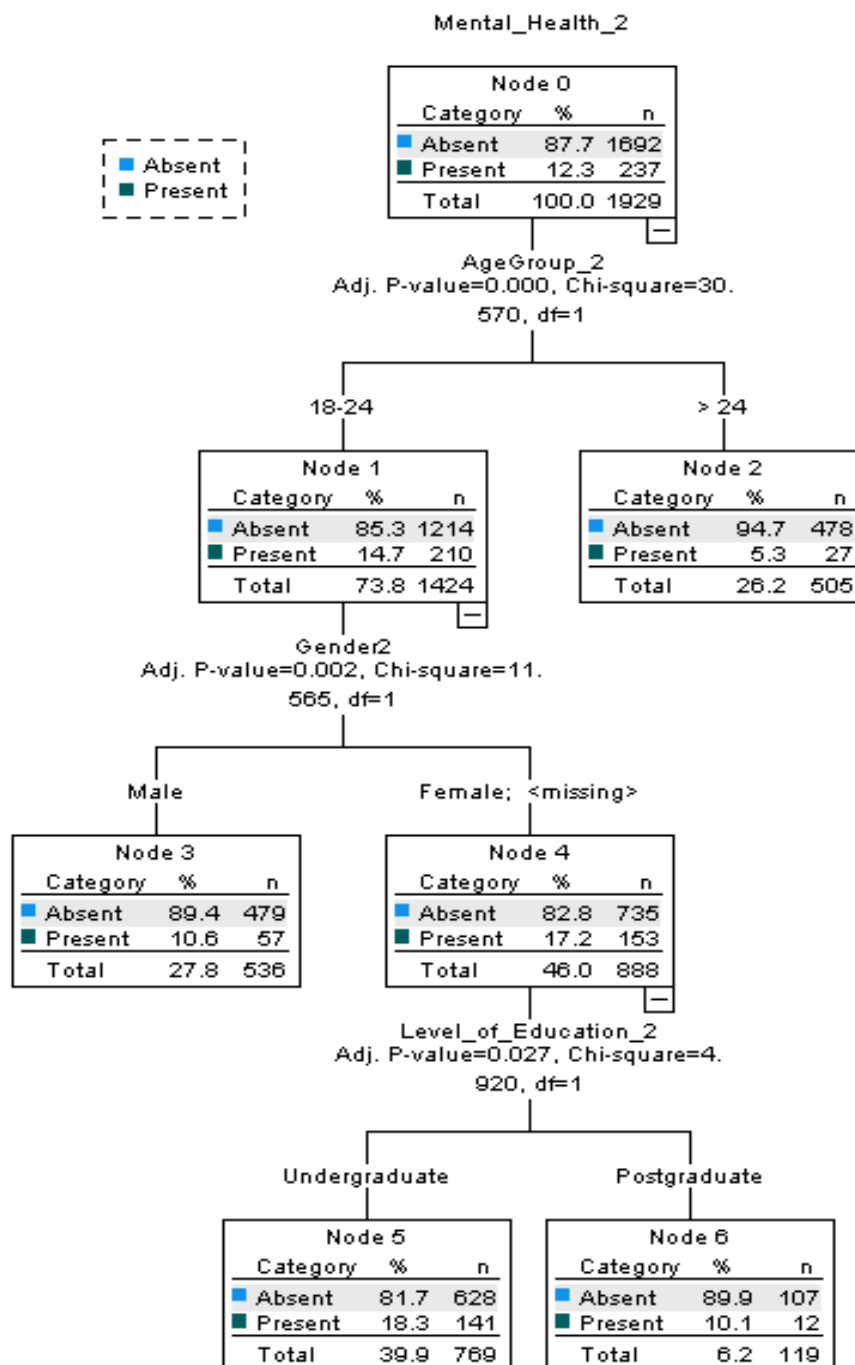 Mental_Health_2
Node 0
Category % n
Absent 87.7 1692
Present 12.3 237
Total 100.0 1929
Absent
Present
AgeGroup_2
Adj. P-value=0.000, Chi-square=30.
570, df=1
18-24
> 24
Node 1
Category % n
Absent 85.3 1214
Present 14.7 210
Total 73.8 1424
Node 2
Category % n
Absent 94.7 478
Present 5.3 27
Total 26.2 505
Gender2
Adj. P-value=0.002, Chi-square=11.
565, df=1
Male
Female; <missing>
Node 3
Category % n
Absent 89.4 479
Present 10.6 57
Total 27.8 536
Node 4
Category % n
Absent 82.8 735
Present 17.2 153
Total 46.0 888
Level_of_Education_2
Adj. P-value=0.027, Chi-square=4.
920, df=1
Undergraduate
Postgraduate
Node 5
Category % n
Absent 81.7 628
Present 18.3 141
Total 39.9 769
Node 6
Category % n
Absent 89.9 107
Present 10.1 12
Total 6.2 119